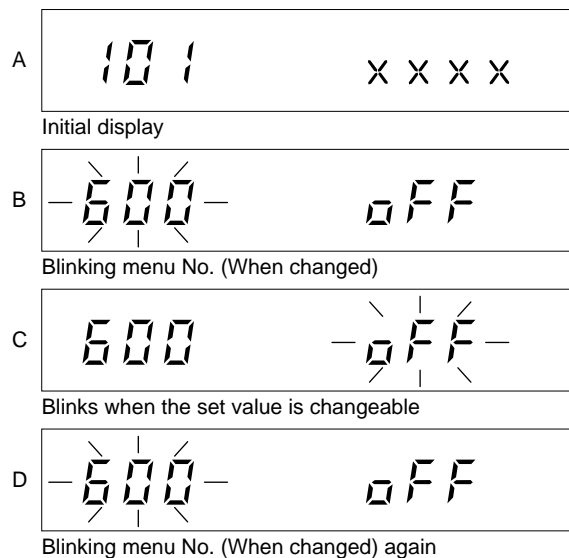 A 101 x x x x
Initial display
B 600 oFF
Blinking menu No. (When changed)
C 600 oFF
Blinks when the set value is changeable
D 600 oFF
Blinking menu No. (When changed) again